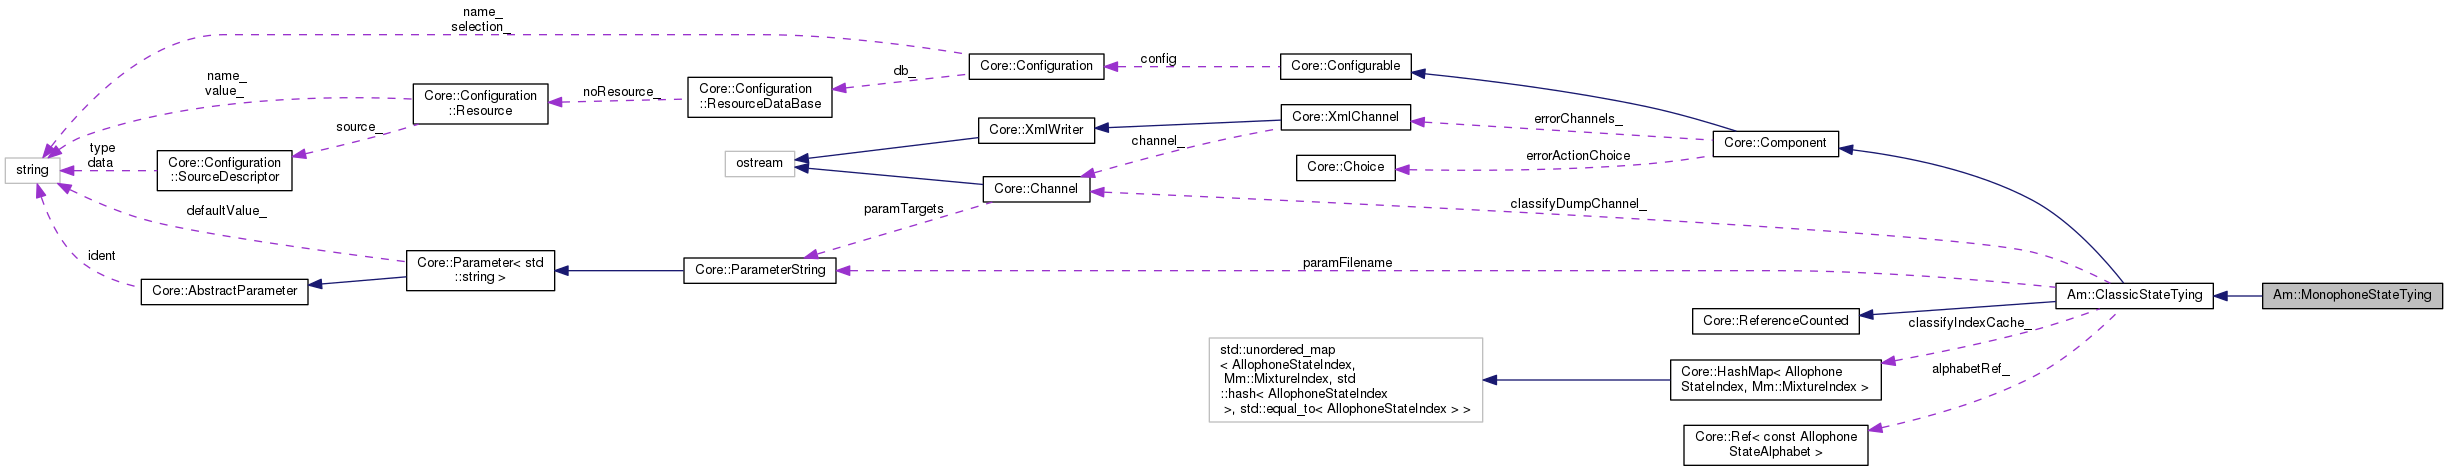 name_
selection_
Core::Configuration
config
Core::Configurable
db_
name_
value_
Core::Configuration
::Resource
noResource_
Core::Configuration
::ResourceDataBase
source_
Core::XmlWriter
Core::XmlChannel
errorChannels_
Core::Component
channel_
type
data
string
Core::Configuration
::SourceDescriptor
ostream
Core::Choice
errorActionChoice
Core::Channel
defaultValue_
paramTargets
classifyDumpChannel_
ident
Core::AbstractParameter
Core::Parameter< std
::string >
Core::ParameterString
paramFilename
Am::ClassicStateTying
Am::MonophoneStateTying
Core::ReferenceCounted
classifyIndexCache_
std::unordered_map
< AllophoneStateIndex,
Mm::MixtureIndex, std
::hash< AllophoneStateIndex
>, std::equal_to< AllophoneStateIndex > >
Core::HashMap< Allophone
StateIndex, Mm::MixtureIndex >
alphabetRef_
Core::Ref< const Allophone
StateAlphabet >